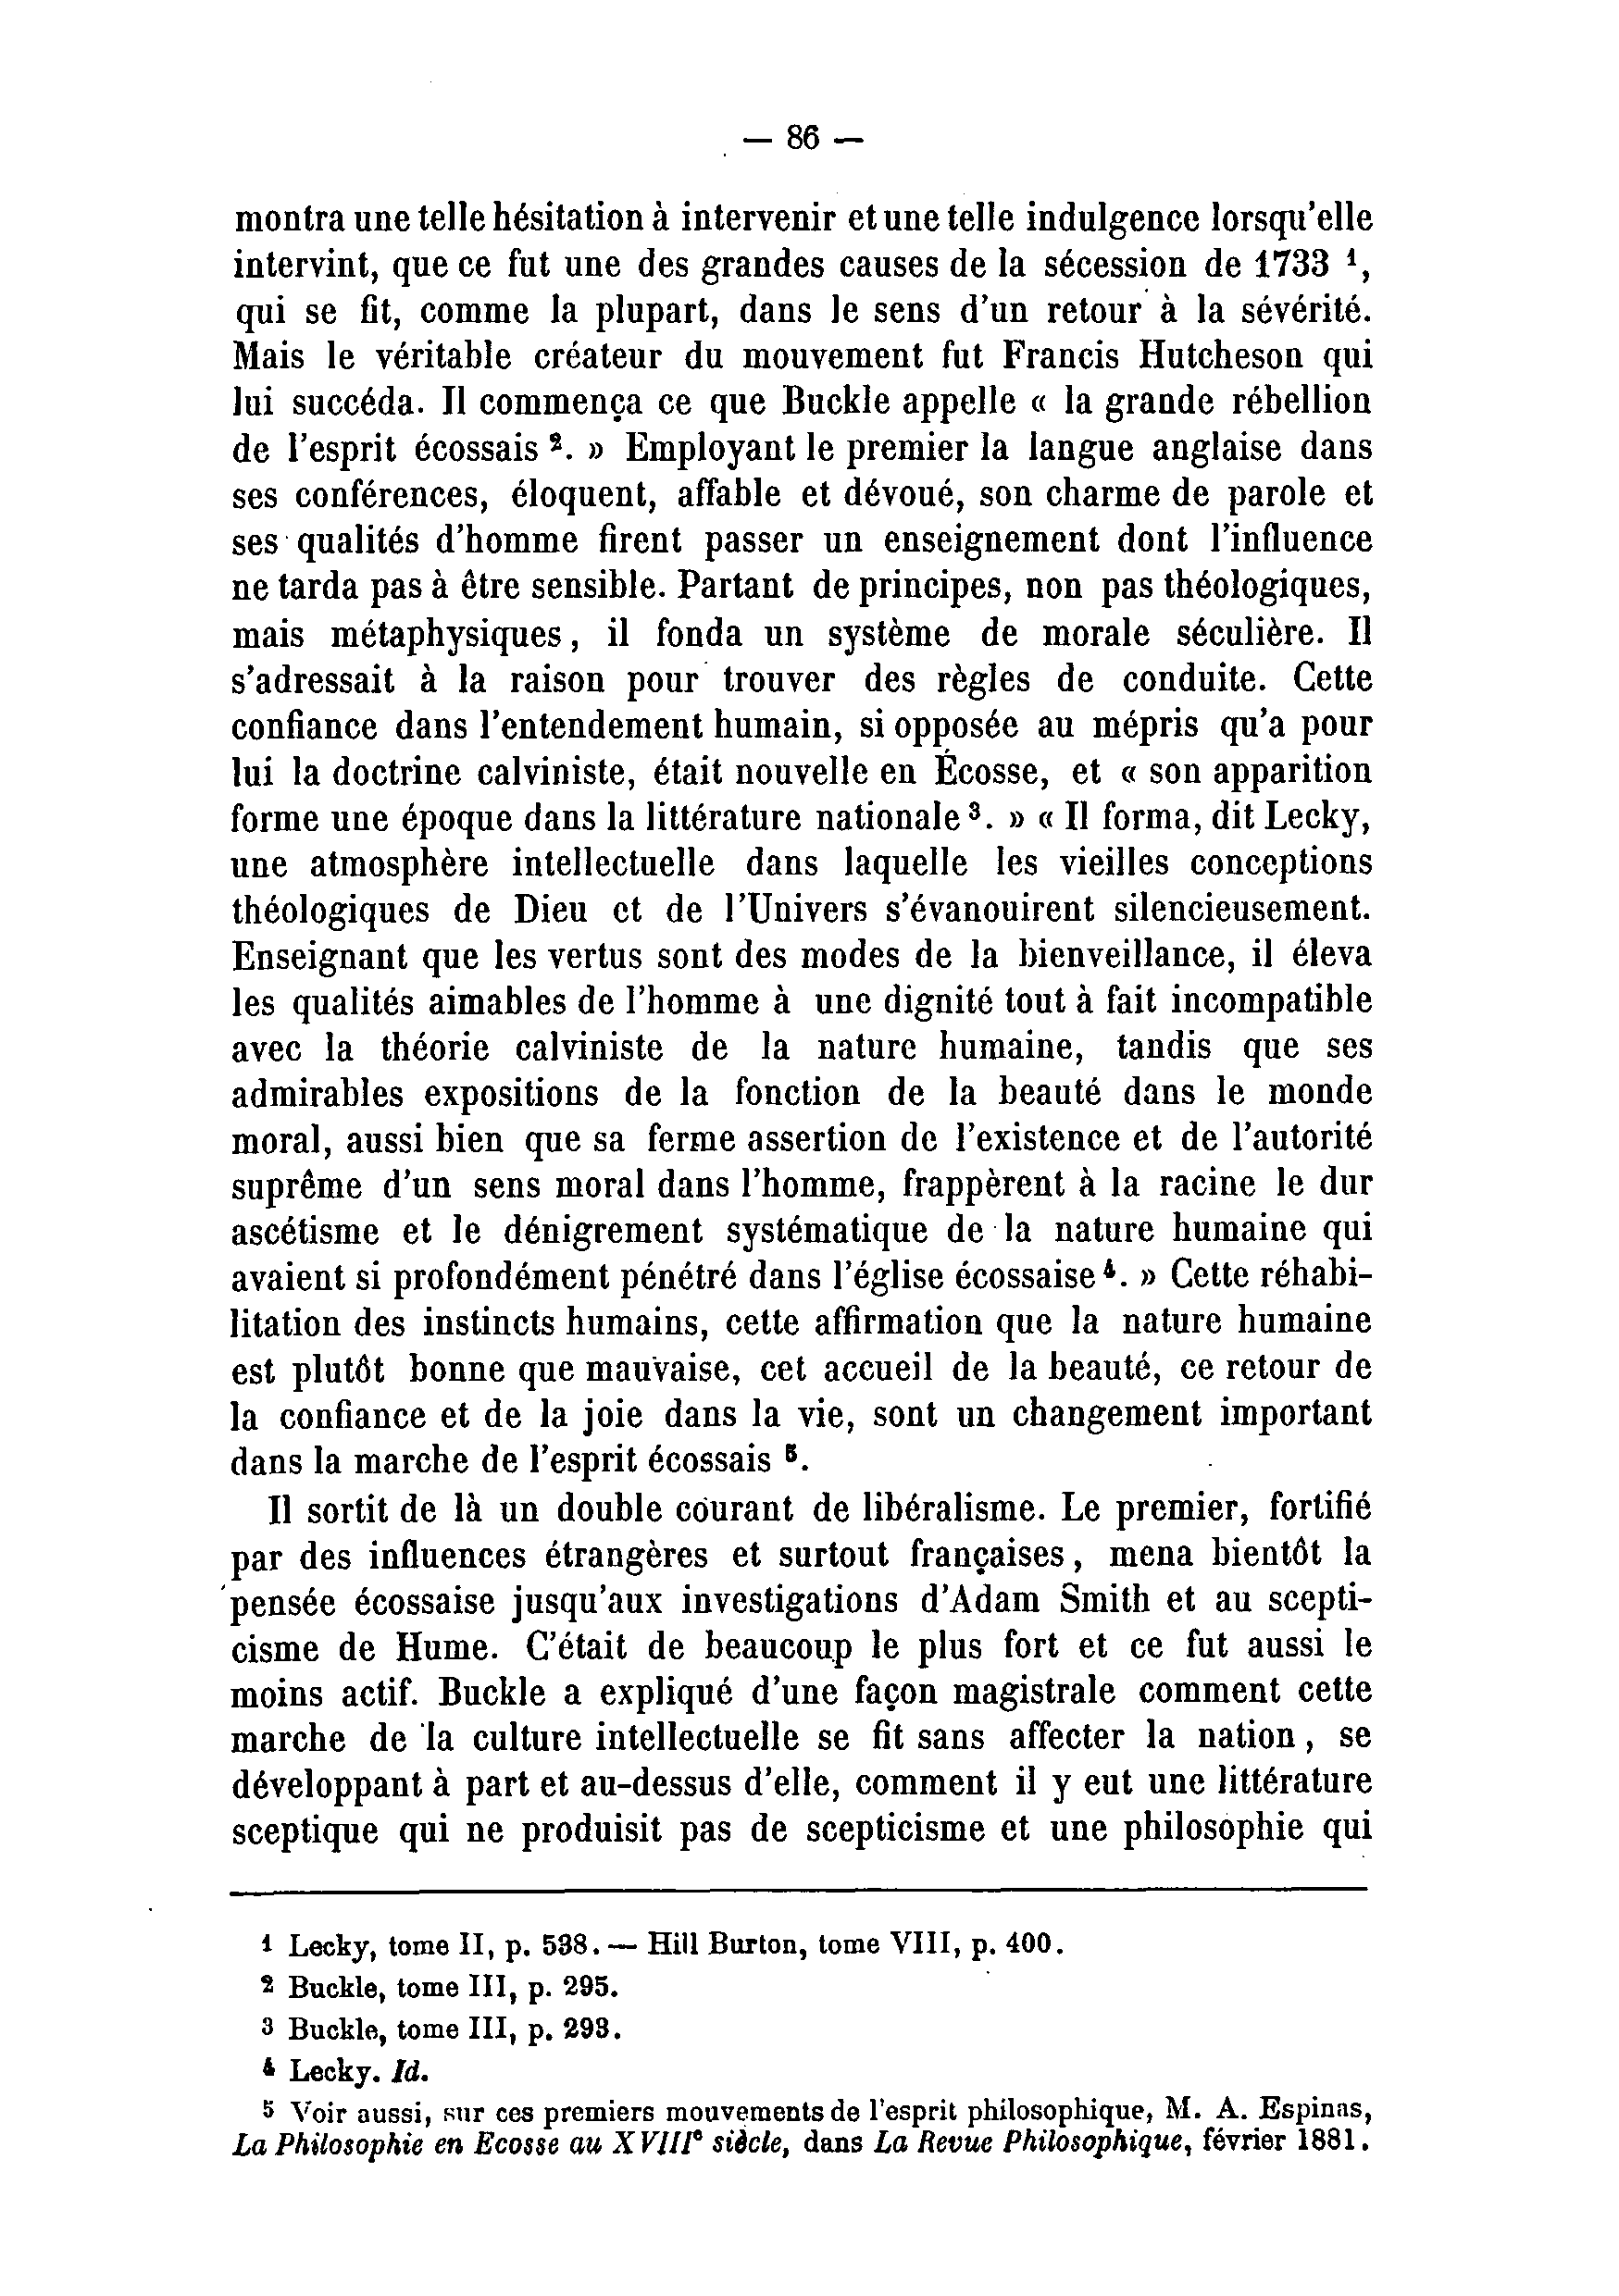 — 86 —
montra une telle hésitation à intervenir et une telle indulgence lorsqu'elle
intervint, que ce fut une des grandes causes de la sécession de 1733 ¹,
qui se fit, comme la plupart, dans le sens d'un retour à la sévérité.
Mais le véritable créateur du mouvement fut Francis Hutcheson qui
lui succéda. Il commença ce que Buckle appelle « la grande rébellion
de l'esprit écossais ². » Employant le premier la langue anglaise dans
ses conférences, éloquent, affable et dévoué, son charme de parole et
ses qualités d'homme firent passer un enseignement dont l'influence
ne tarda pas à être sensible. Partant de principes, non pas théologiques,
mais métaphysiques, il fonda un système de morale séculière. Il
s'adressait à la raison pour trouver des règles de conduite. Cette
confiance dans l'entendement humain, si opposée au mépris qu'a pour
lui la doctrine calviniste, était nouvelle en Écosse, et « son apparition
forme une époque dans la littérature nationale ³. » « Il forma, dit Lecky,
une atmosphère intellectuelle dans laquelle les vieilles conceptions
théologiques de Dieu et de l'Univers s'évanouirent silencieusement.
Enseignant que les vertus sont des modes de la bienveillance, il éleva
les qualités aimables de l'homme à une dignité tout à fait incompatible
avec la théorie calviniste de la nature humaine, tandis que ses
admirables expositions de la fonction de la beauté dans le monde
moral, aussi bien que sa ferme assertion de l'existence et de l'autorité
suprême d'un sens moral dans l'homme, frappèrent à la racine le dur
ascétisme et le dénigrement systématique de la nature humaine qui
avaient si profondément pénétré dans l'église écossaise ⁴. » Cette réhabi-
litation des instincts humains, cette affirmation que la nature humaine
est plutôt bonne que mauvaise, cet accueil de la beauté, ce retour de
la confiance et de la joie dans la vie, sont un changement important
dans la marche de l'esprit écossais ⁵.
Il sortit de là un double courant de libéralisme. Le premier, fortifié
par des influences étrangères et surtout françaises, mena bientôt la
pensée écossaise jusqu'aux investigations d'Adam Smith et au scepti-
cisme de Hume. C'était de beaucoup le plus fort et ce fut aussi le
moins actif. Buckle a expliqué d'une façon magistrale comment cette
marche de la culture intellectuelle se fit sans affecter la nation, se
développant à part et au-dessus d'elle, comment il y eut une littérature
sceptique qui ne produisit pas de scepticisme et une philosophie qui
¹ Lecky, tome II, p. 538. — Hill Burton, tome VIII, p. 400.
² Buckle, tome III, p. 295.
³ Buckle, tome III, p. 293.
⁴ Lecky. Id.
⁵ Voir aussi, sur ces premiers mouvements de l'esprit philosophique, M. A. Espinas,
La Philosophie en Ecosse au XVIIIᵉ siècle, dans La Revue Philosophique, février 1881.